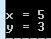 x = 5
y = 3